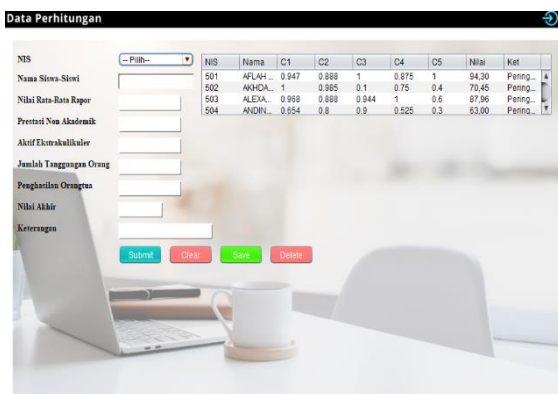 Data Perhitungan
NIS -- Pilih--
Nama Siswa-Siswi
Nilai Rata-Rata Rapor
Prestasi Non Akademik
Aktif Ekstrakulikuler
Jumlah Tanggungan Orang
Penghasilan Orangtua
Nilai Akhir
Keterangan
Submit Clear Save Delete
NIS Nama C1 C2 C3 C4 C5 Nilai Ket
501 AFLAH ... 0.947 0.888 1 0.875 1 94,30 Pering...
502 AKHDA... 1 0.985 0.1 0.75 0.4 70,45 Pering...
503 ALEXA... 0.968 0.888 0.944 1 0.6 87,96 Pering...
504 ANDIN... 0.654 0.8 0.9 0.525 0.3 63,00 Pering...